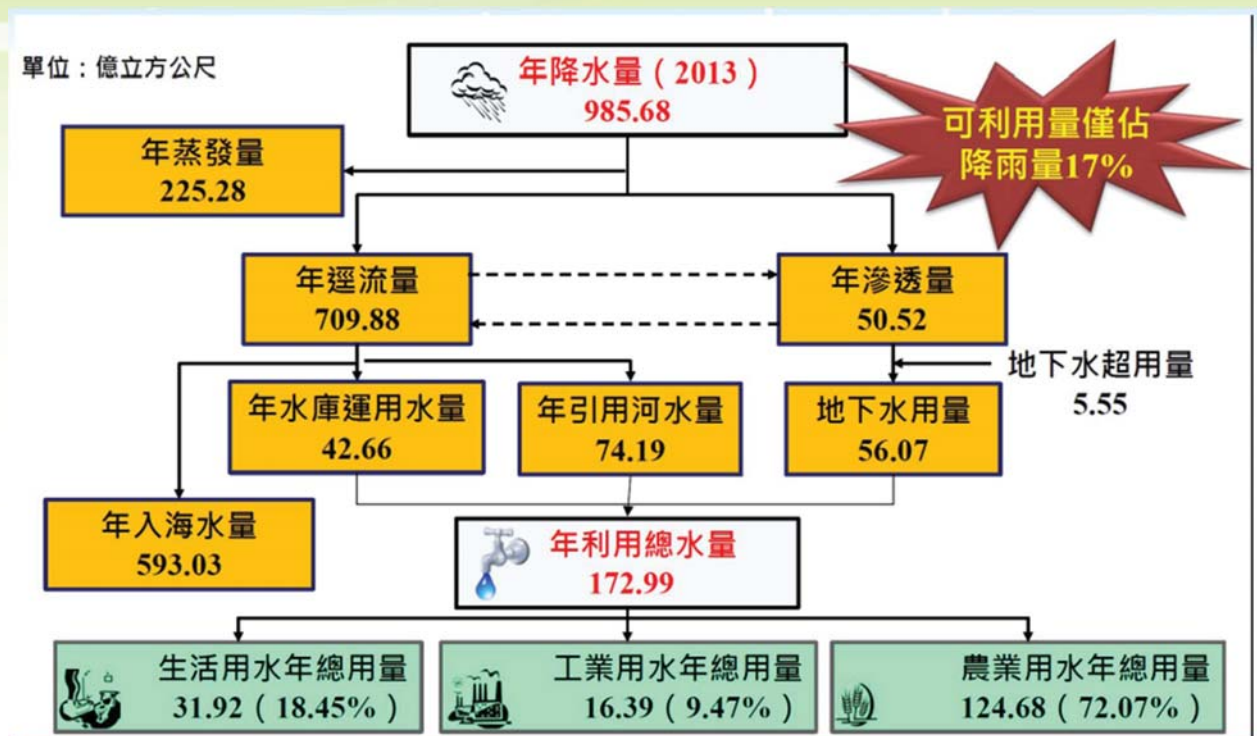 單位：億立方公尺
年降水量（2013）
985.68
可利用量僅佔
降雨量17%
年蒸發量
225.28
年逕流量
709.88
年滲透量
50.52
地下水超用量
5.55
年水庫運用水量
42.66
年引用河水量
74.19
地下水用量
56.07
年入海水量
593.03
年利用總水量
172.99
生活用水年總用量
31.92（18.45%）
工業用水年總用量
16.39（9.47%）
農業用水年總用量
124.68（72.07%）